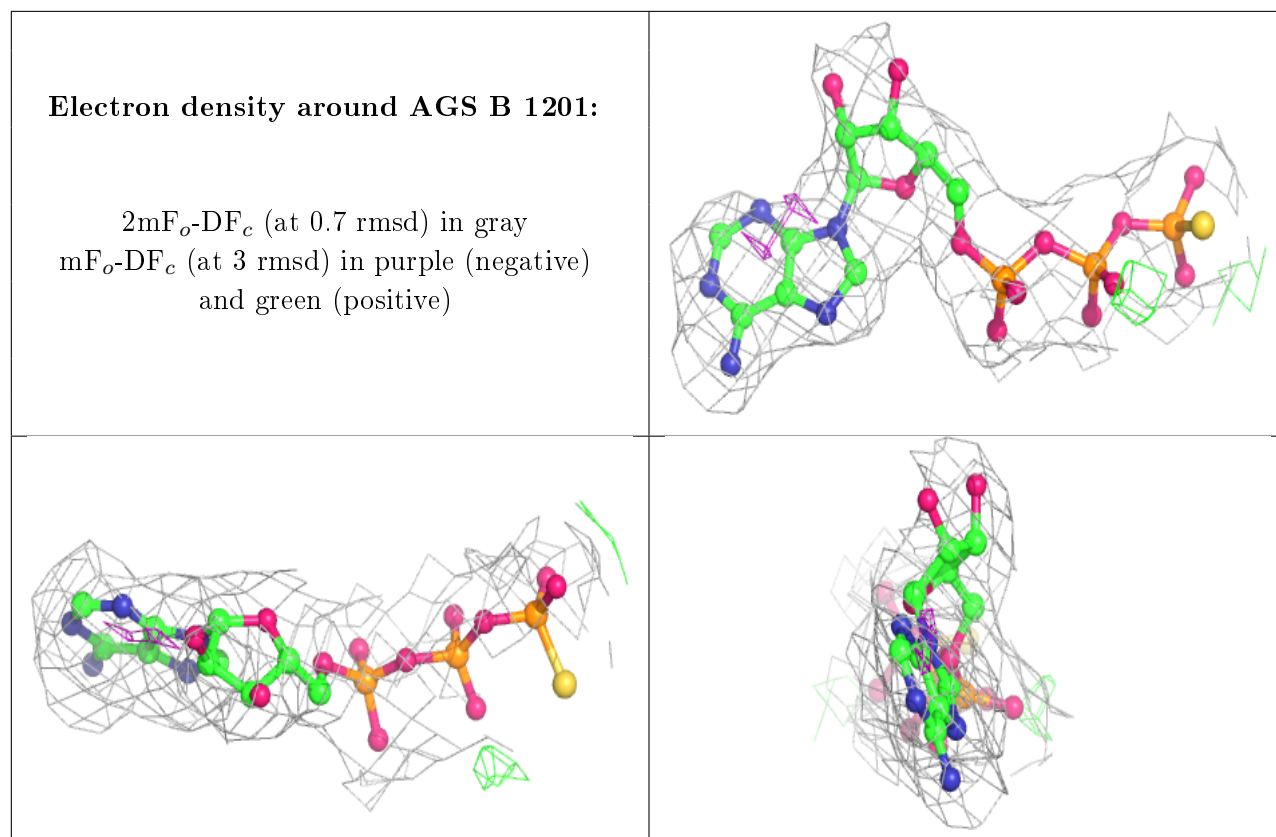 Electron density around AGS B 1201:
2mFo-DFc (at 0.7 rmsd) in gray
mFo-DFc (at 3 rmsd) in purple (negative)
and green (positive)